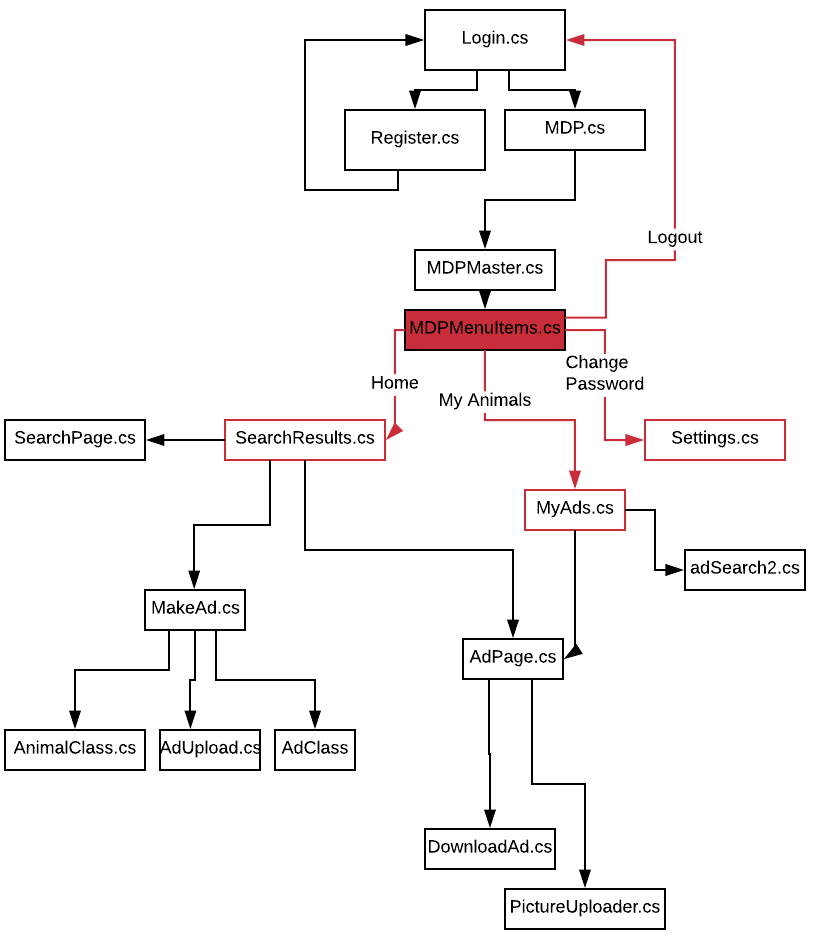 Login.cs
Register.cs
MDP.cs
Logout
MDPMaster.cs
MDPMenuItems.cs
Change
Password
Home
My Animals
SearchPage.cs
SearchResults.cs
Settings.cs
MyAds.cs
adSearch2.cs
MakeAd.cs
AdPage.cs
AnimalClass.cs
AdUpload.cs
AdClass
DownloadAd.cs
PictureUploader.cs